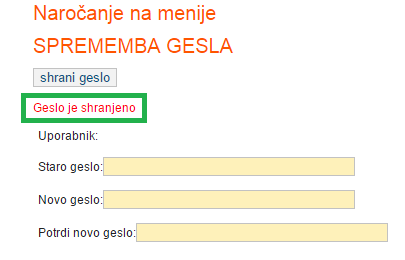 Naročanje na menije
SPREMEMBA GESLA
shrani geslo
Geslo je shranjeno
Uporabnik:
Staro geslo:
Novo geslo:
Potrdi novo geslo: